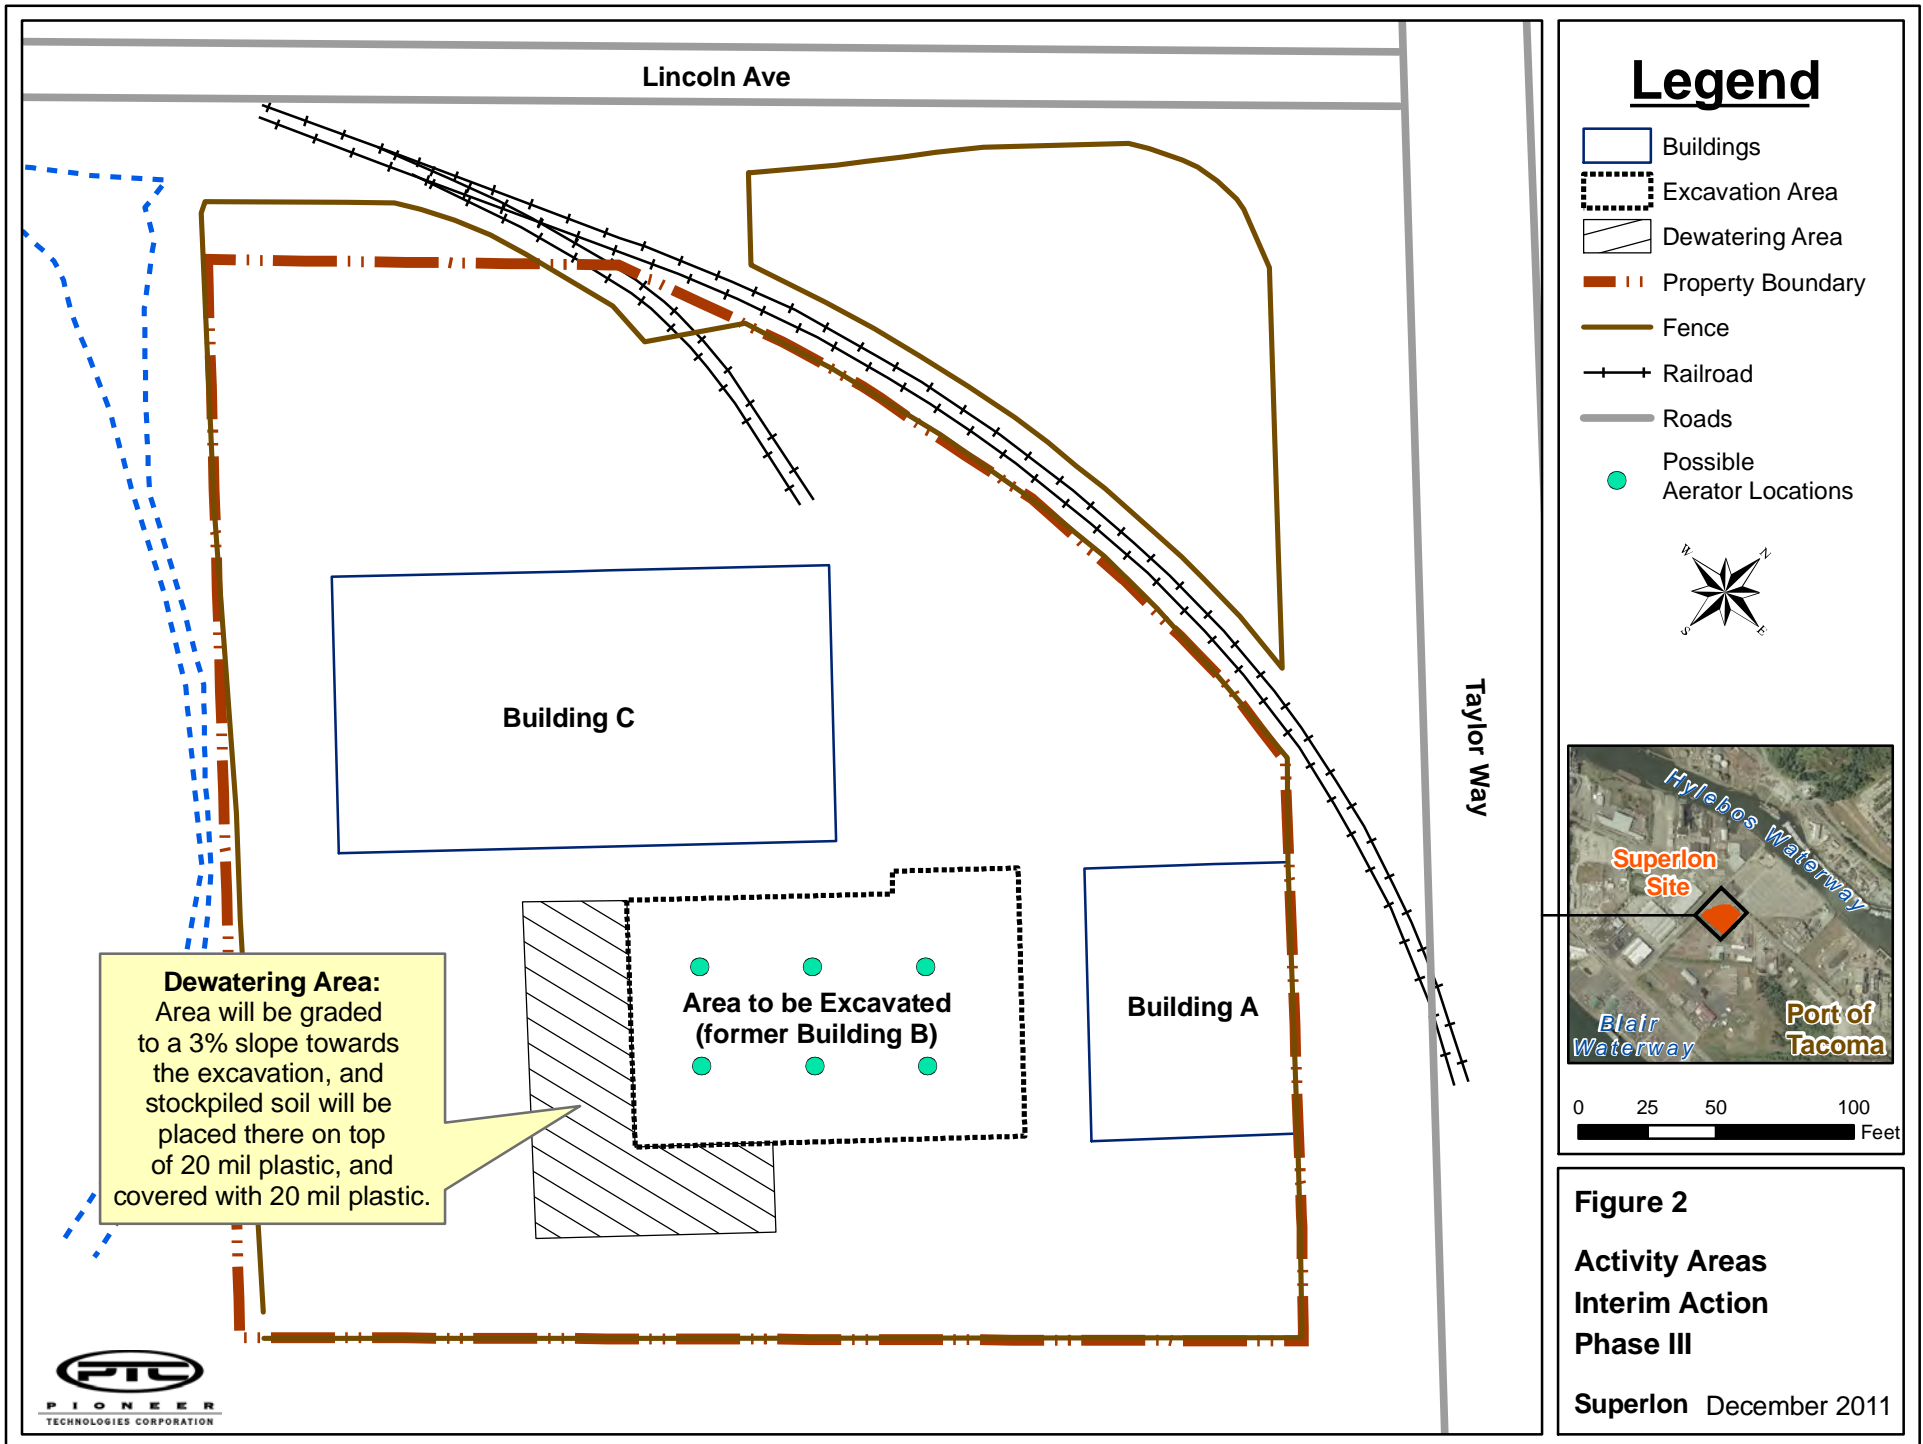 Lincoln Ave
Taylor Way
Building C
Building A
Area to be Excavated
(former Building B)
Dewatering Area:
Area will be graded
to a 3% slope towards
the excavation, and
stockpiled soil will be
placed there on top
of 20 mil plastic, and
covered with 20 mil plastic.
PTC
PIONEER
TECHNOLOGIES CORPORATION
Legend
Buildings
Excavation Area
Dewatering Area
Property Boundary
Fence
Railroad
Roads
Possible
Aerator Locations
W N
S E
Hylebos Waterway
Superlon
Site
Blair
Waterway
Port of
Tacoma
0 25 50 100
Feet
Figure 2
Activity Areas
Interim Action
Phase III
Superlon December 2011